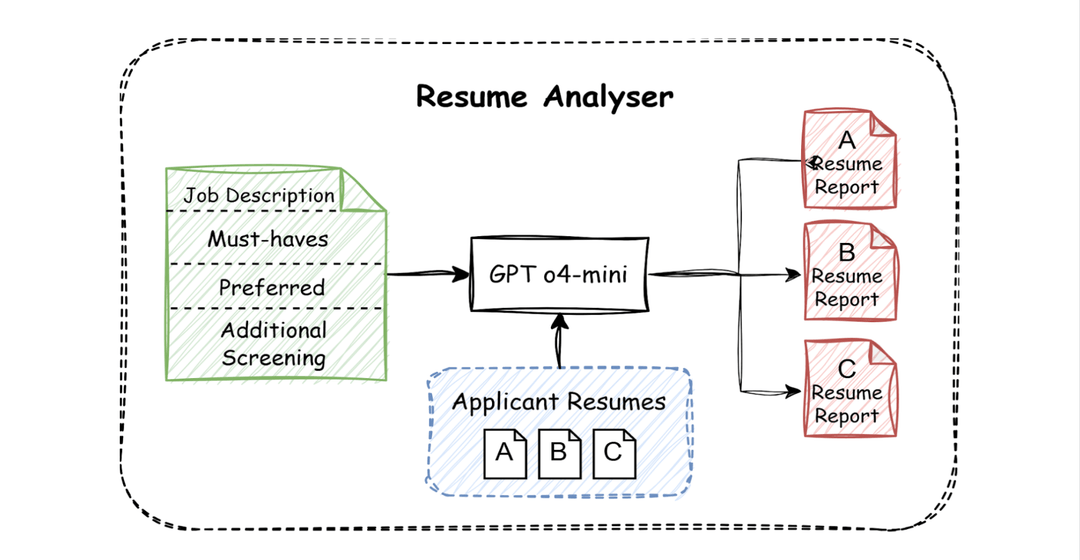 Resume Analyser
Job Description
Must-haves
Preferred
Additional
Screening
GPT o4-mini
Applicant Resumes
A B C
A
Resume
Report
B
Resume
Report
C
Resume
Report